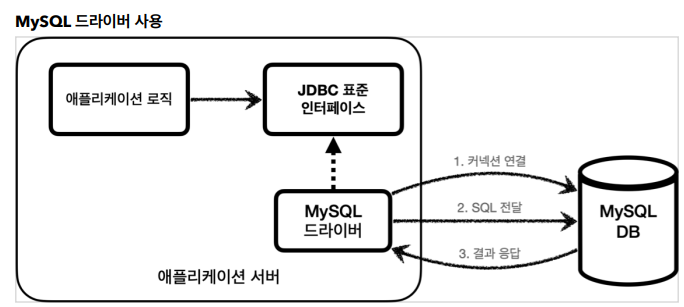 MySQL 드라이버 사용
애플리케이션 로직
JDBC 표준
인터페이스
MySQL
드라이버
1. 커넥션 연결
2. SQL 전달
3. 결과 응답
MySQL
DB
애플리케이션 서버